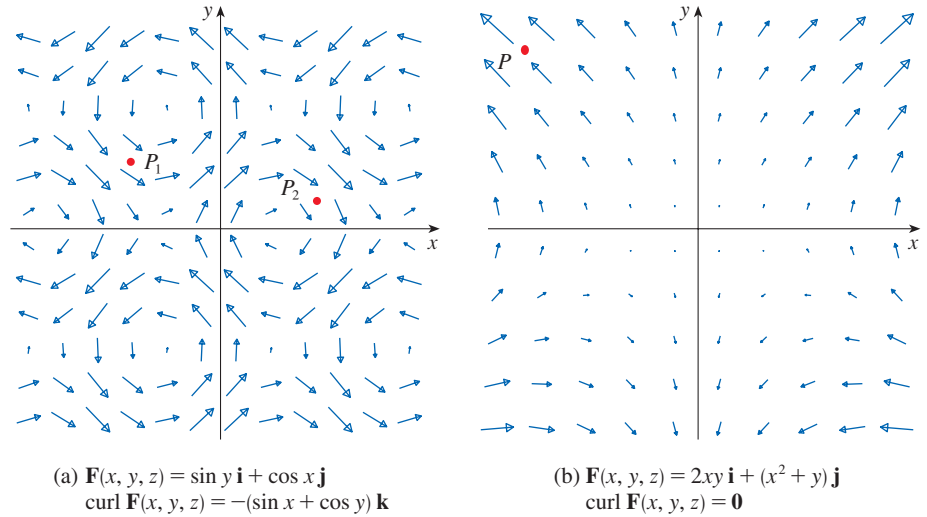 y
P₁
P₂
x
(a) F(x, y, z) = sin y i + cos x j
curl F(x, y, z) = −(sin x + cos y) k
y
P
x
(b) F(x, y, z) = 2xy i + (x² + y) j
curl F(x, y, z) = 0